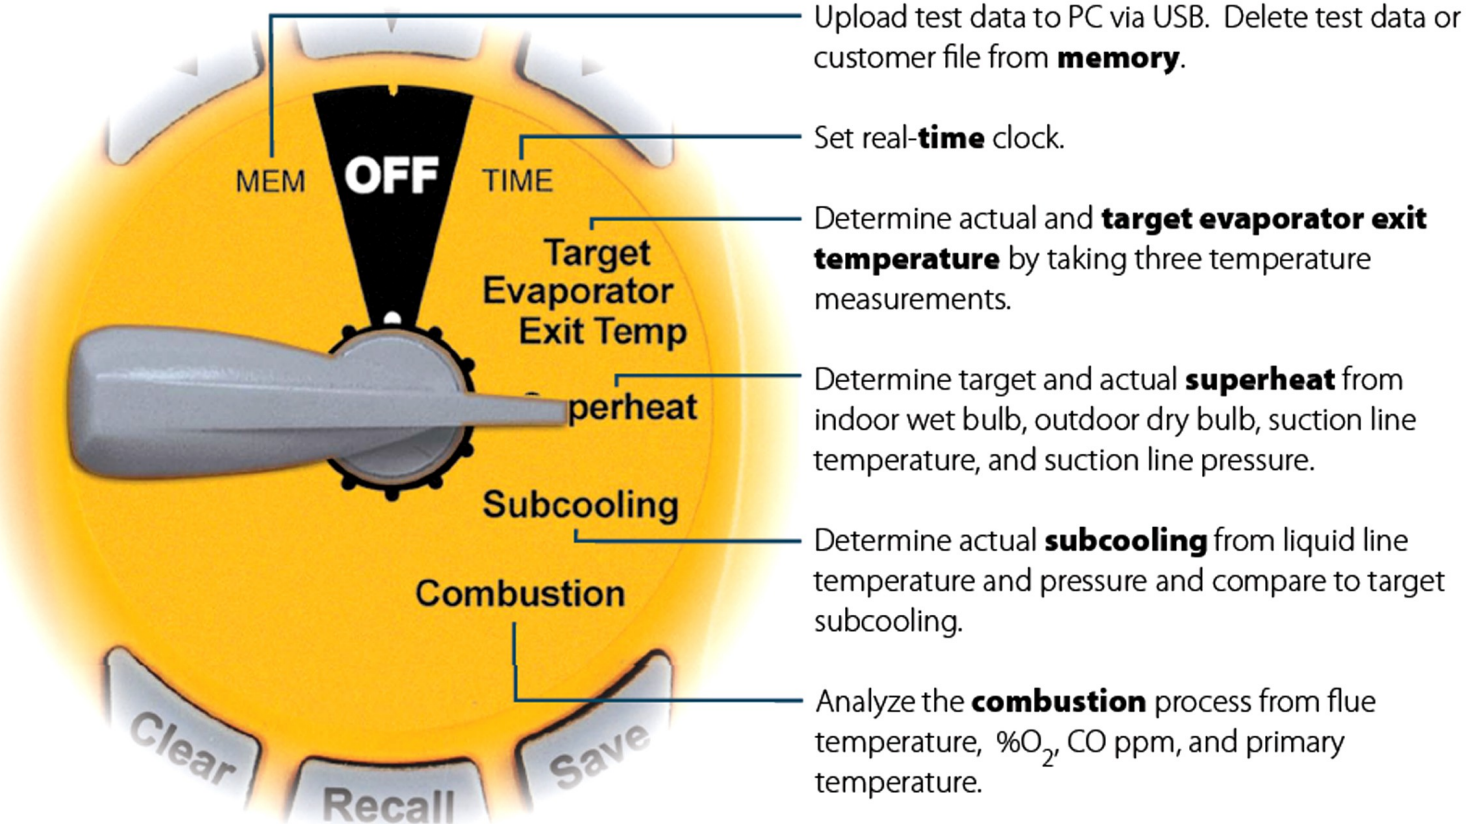 Upload test data to PC via USB. Delete test data or
customer file from memory.
MEM
OFF
TIME
Set real-time clock.
Target
Evaporator
Exit Temp
Determine actual and target evaporator exit
temperature by taking three temperature
measurements.
perheat
Determine target and actual superheat from
indoor wet bulb, outdoor dry bulb, suction line
temperature, and suction line pressure.
Subcooling
Determine actual subcooling from liquid line
temperature and pressure and compare to target
subcooling.
Combustion
Analyze the combustion process from flue
temperature, %O2, CO ppm, and primary
temperature.
Clear
Recall
Save